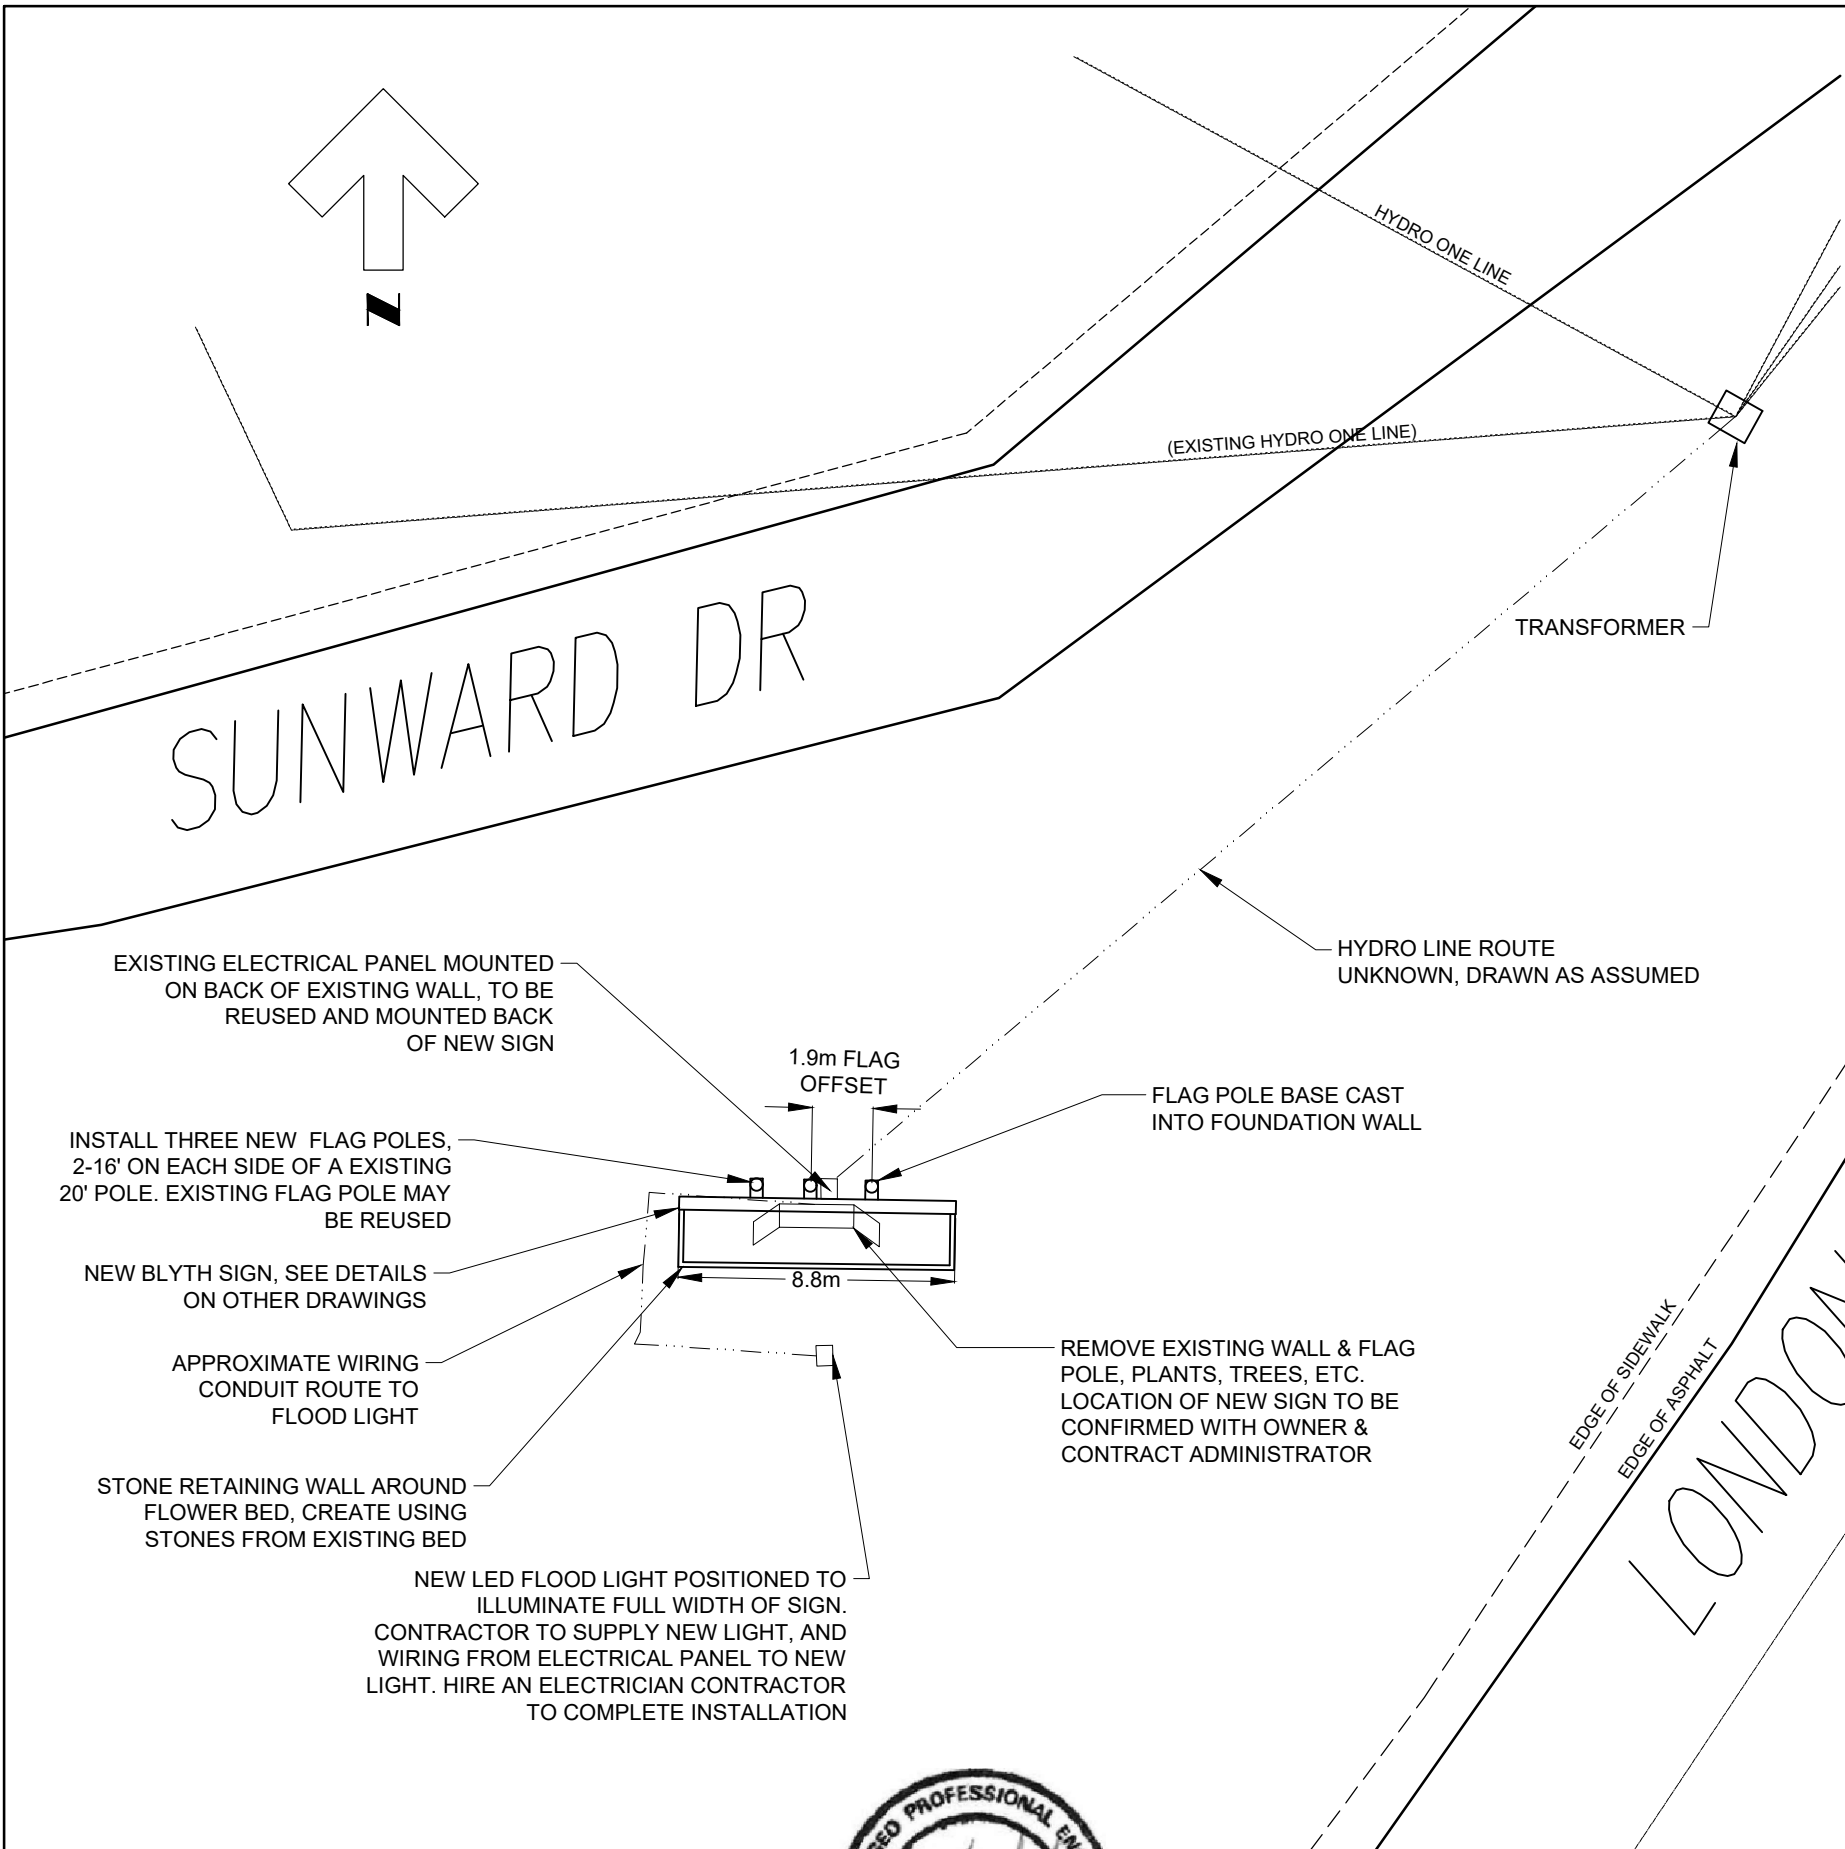 N
HYDRO ONE LINE
(EXISTING HYDRO ONE LINE)
TRANSFORMER
SUNWARD DR
HYDRO LINE ROUTE
UNKNOWN, DRAWN AS ASSUMED
EXISTING ELECTRICAL PANEL MOUNTED
ON BACK OF EXISTING WALL, TO BE
REUSED AND MOUNTED BACK
OF NEW SIGN
1.9m FLAG
OFFSET
FLAG POLE BASE CAST
INTO FOUNDATION WALL
INSTALL THREE NEW FLAG POLES,
2-16' ON EACH SIDE OF A EXISTING
20' POLE. EXISTING FLAG POLE MAY
BE REUSED
NEW BLYTH SIGN, SEE DETAILS
ON OTHER DRAWINGS
8.8m
APPROXIMATE WIRING
CONDUIT ROUTE TO
FLOOD LIGHT
REMOVE EXISTING WALL & FLAG
POLE, PLANTS, TREES, ETC.
LOCATION OF NEW SIGN TO BE
CONFIRMED WITH OWNER &
CONTRACT ADMINISTRATOR
EDGE OF SIDEWALK
EDGE OF ASPHALT
LONDON
STONE RETAINING WALL AROUND
FLOWER BED, CREATE USING
STONES FROM EXISTING BED
NEW LED FLOOD LIGHT POSITIONED TO
ILLUMINATE FULL WIDTH OF SIGN.
CONTRACTOR TO SUPPLY NEW LIGHT, AND
WIRING FROM ELECTRICAL PANEL TO NEW
LIGHT. HIRE AN ELECTRICIAN CONTRACTOR
TO COMPLETE INSTALLATION
PROFESSIONAL